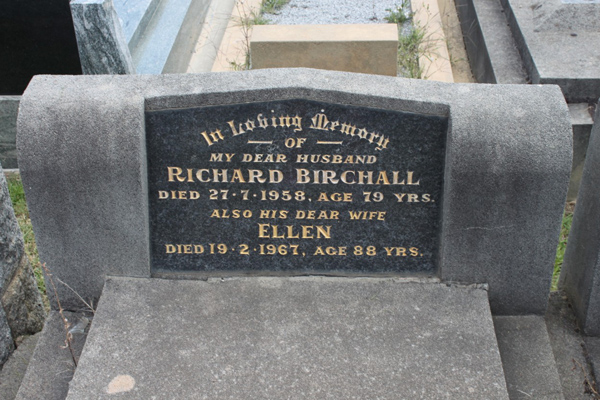 In Loving Memory
OF
MY DEAR HUSBAND
RICHARD BIRCHALL
DIED 27·7·1958, AGE 79 YRS.
ALSO HIS DEAR WIFE
ELLEN
DIED 19·2·1967, AGE 88 YRS.